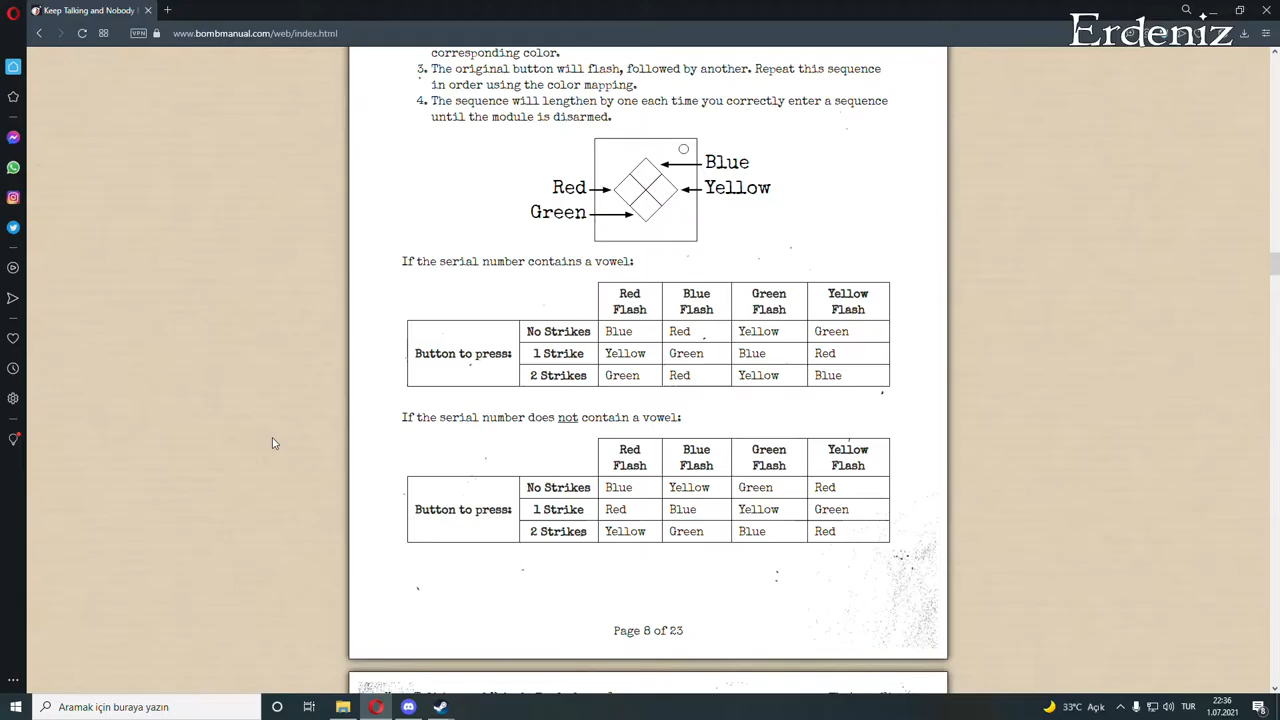 Keep Talking and Nobody
Erdeniz
VPN
www.bombmanual.com/web/index.html
corresponding color.
3. The original button will flash, followed by another. Repeat this sequence
in order using the color mapping.
4. The sequence will lengthen by one each time you correctly enter a sequence
until the module is disarmed.
Blue
Red
Yellow
Green
If the serial number contains a vowel:
Red Flash Blue Flash Green Flash Yellow Flash
Button to press:
No Strikes Blue Red Yellow Green
1 Strike Yellow Green Blue Red
2 Strikes Green Red Yellow Blue
If the serial number does not contain a vowel:
Red Flash Blue Flash Green Flash Yellow Flash
Button to press:
No Strikes Blue Yellow Green Red
1 Strike Red Blue Yellow Green
2 Strikes Yellow Green Blue Red
Page 8 of 23
Aramak için buraya yazın
33°C Açık
TUR
22:36
1.07.2021
8